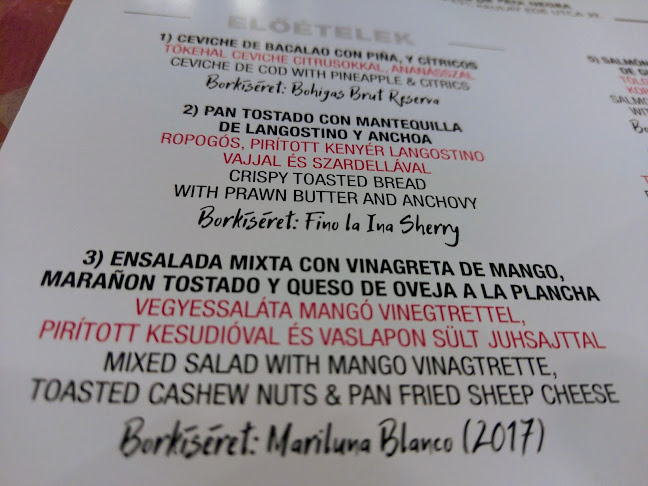 ELŐÉTELEK
1) CEVICHE DE BACALAO CON PIÑA, Y CÍTRICOS
TŐKEHAL CEVICHE CITRUSOKKAL, ANANÁSSZAL
CEVICHE DE COD WITH PINEAPPLE & CITRICS
Borkíséret: Bohigas Brut Reserva
2) PAN TOSTADO CON MANTEQUILLA
DE LANGOSTINO Y ANCHOA
ROPOGÓS, PIRÍTOTT KENYÉR LANGOSTINO
VAJJAL ÉS SZARDELLÁVAL
CRISPY TOASTED BREAD
WITH PRAWN BUTTER AND ANCHOVY
Borkíséret: Fino la Ina Sherry
3) ENSALADA MIXTA CON VINAGRETA DE MANGO,
MARAÑON TOSTADO Y QUESO DE OVEJA A LA PLANCHA
VEGYESSALÁTA MANGÓ VINEGTRETTEL,
PIRÍTOTT KESUDIÓVAL ÉS VASLAPON SÜLT JUHSAJTTAL
MIXED SALAD WITH MANGO VINAGTRETTE,
TOASTED CASHEW NUTS & PAN FRIED SHEEP CHEESE
Borkíséret: Mariluna Blanco (2017)
5) SALMÓN